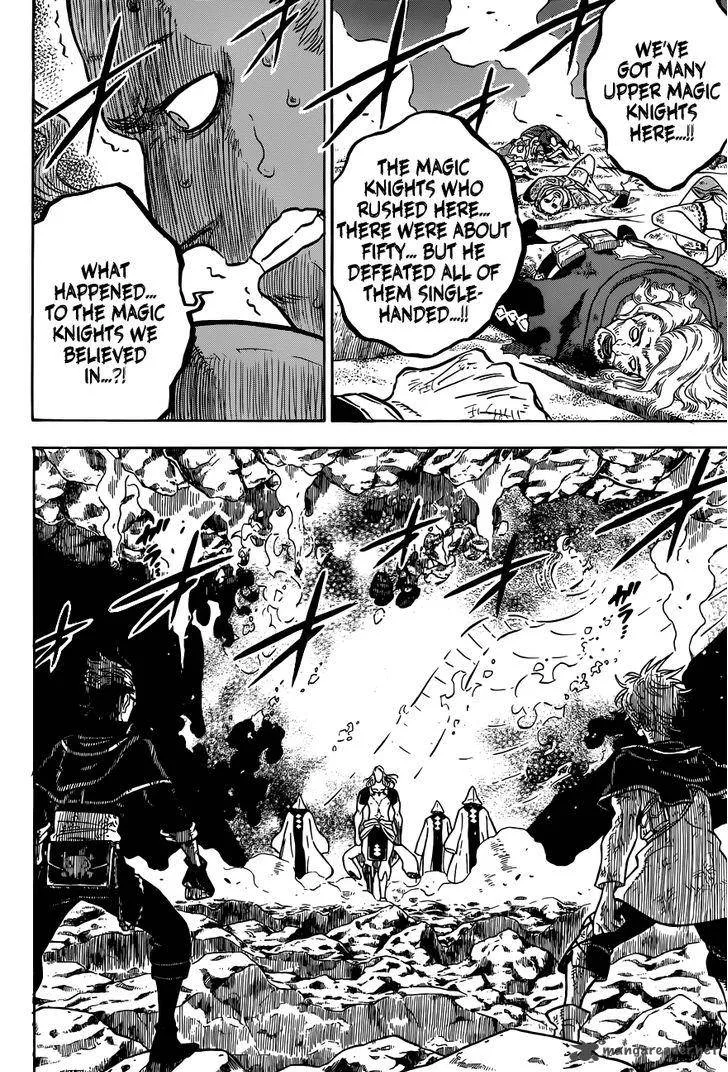 WE'VE
GOT MANY
UPPER MAGIC
KNIGHTS
HERE...!!
THE MAGIC
KNIGHTS WHO
RUSHED HERE...
THERE WERE ABOUT
FIFTY... BUT HE
DEFEATED ALL OF
THEM SINGLE-
HANDED...!!
WHAT
HAPPENED...
TO THE MAGIC
KNIGHTS WE
BELIEVED
IN...?!